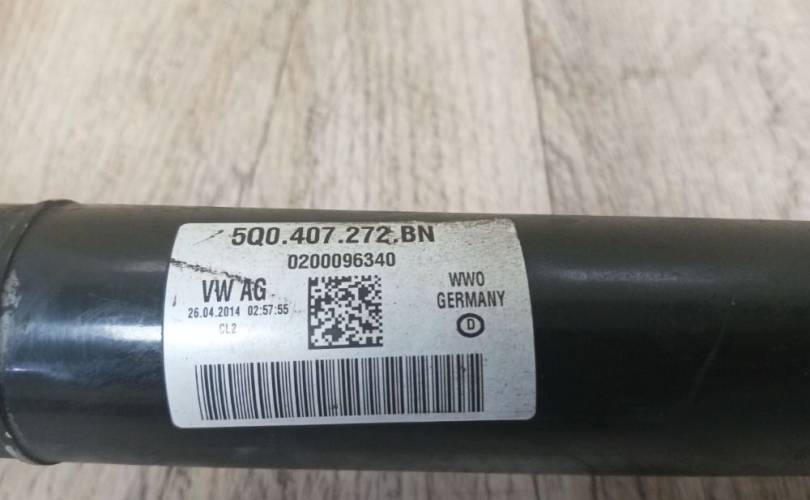 5Q0.407.272.BN
0200096340
VW AG
26.04.2014 02:57:55
CL2
WWO
GERMANY
D